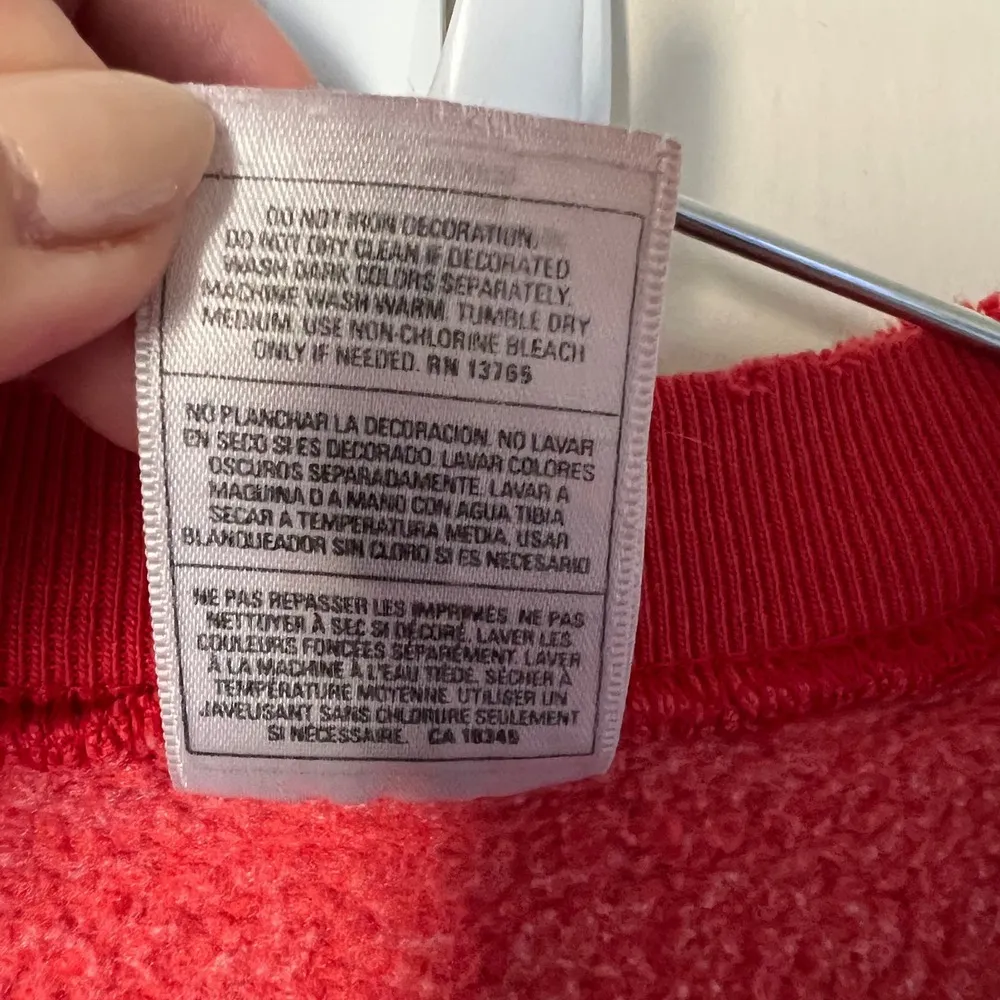 DO NOT IRON DECORATION.
DO NOT DRY CLEAN IF DECORATED
WASH DARK COLORS SEPARATELY.
MACHINE WASH WARM. TUMBLE DRY
MEDIUM. USE NON-CHLORINE BLEACH
ONLY IF NEEDED. RN 13765
NO PLANCHAR LA DECORACION. NO LAVAR
EN SECO SI ES DECORADO. LAVAR COLORES
OSCUROS SEPARADAMENTE. LAVAR A
MAQUINA O A MANO CON AGUA TIBIA
SECAR A TEMPERATURA MEDIA. USAR
BLANQUEADOR SIN CLORO SI ES NECESARIO
NE PAS REPASSER LES IMPRIMES. NE PAS
NETTOYER À SEC SI DÉCORÉ. LAVER LES
COULEURS FONCÉES SÉPARÉMENT. LAVER
À LA MACHINE À L'EAU TIÈDE. SÉCHER À
TEMPÉRATURE MOYENNE. UTILISER UN
JAVELISANT SANS CHLORURE SEULEMENT
SI NECESSAIRE. CA